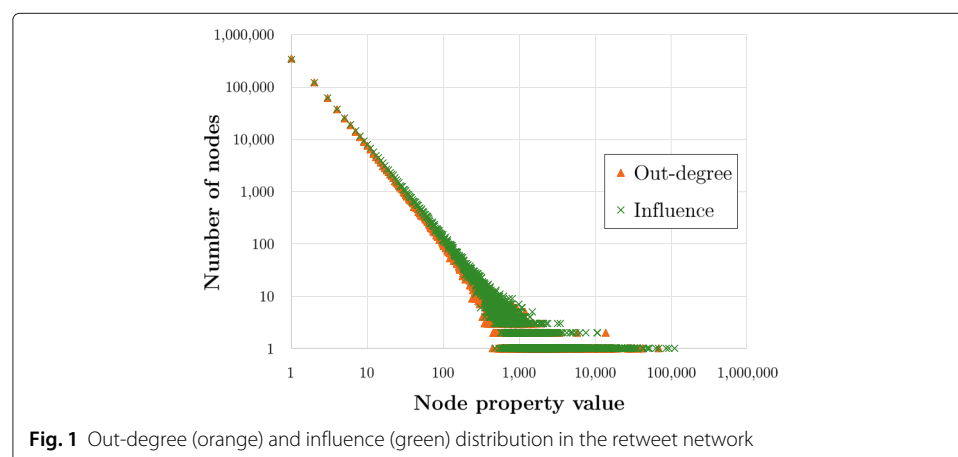 1,000,000
100,000
10,000
1,000
100
10
1
Number of nodes
Out-degree
Influence
1 10 100 1,000 10,000 100,000 1,000,000
Node property value
Fig. 1 Out-degree (orange) and influence (green) distribution in the retweet network